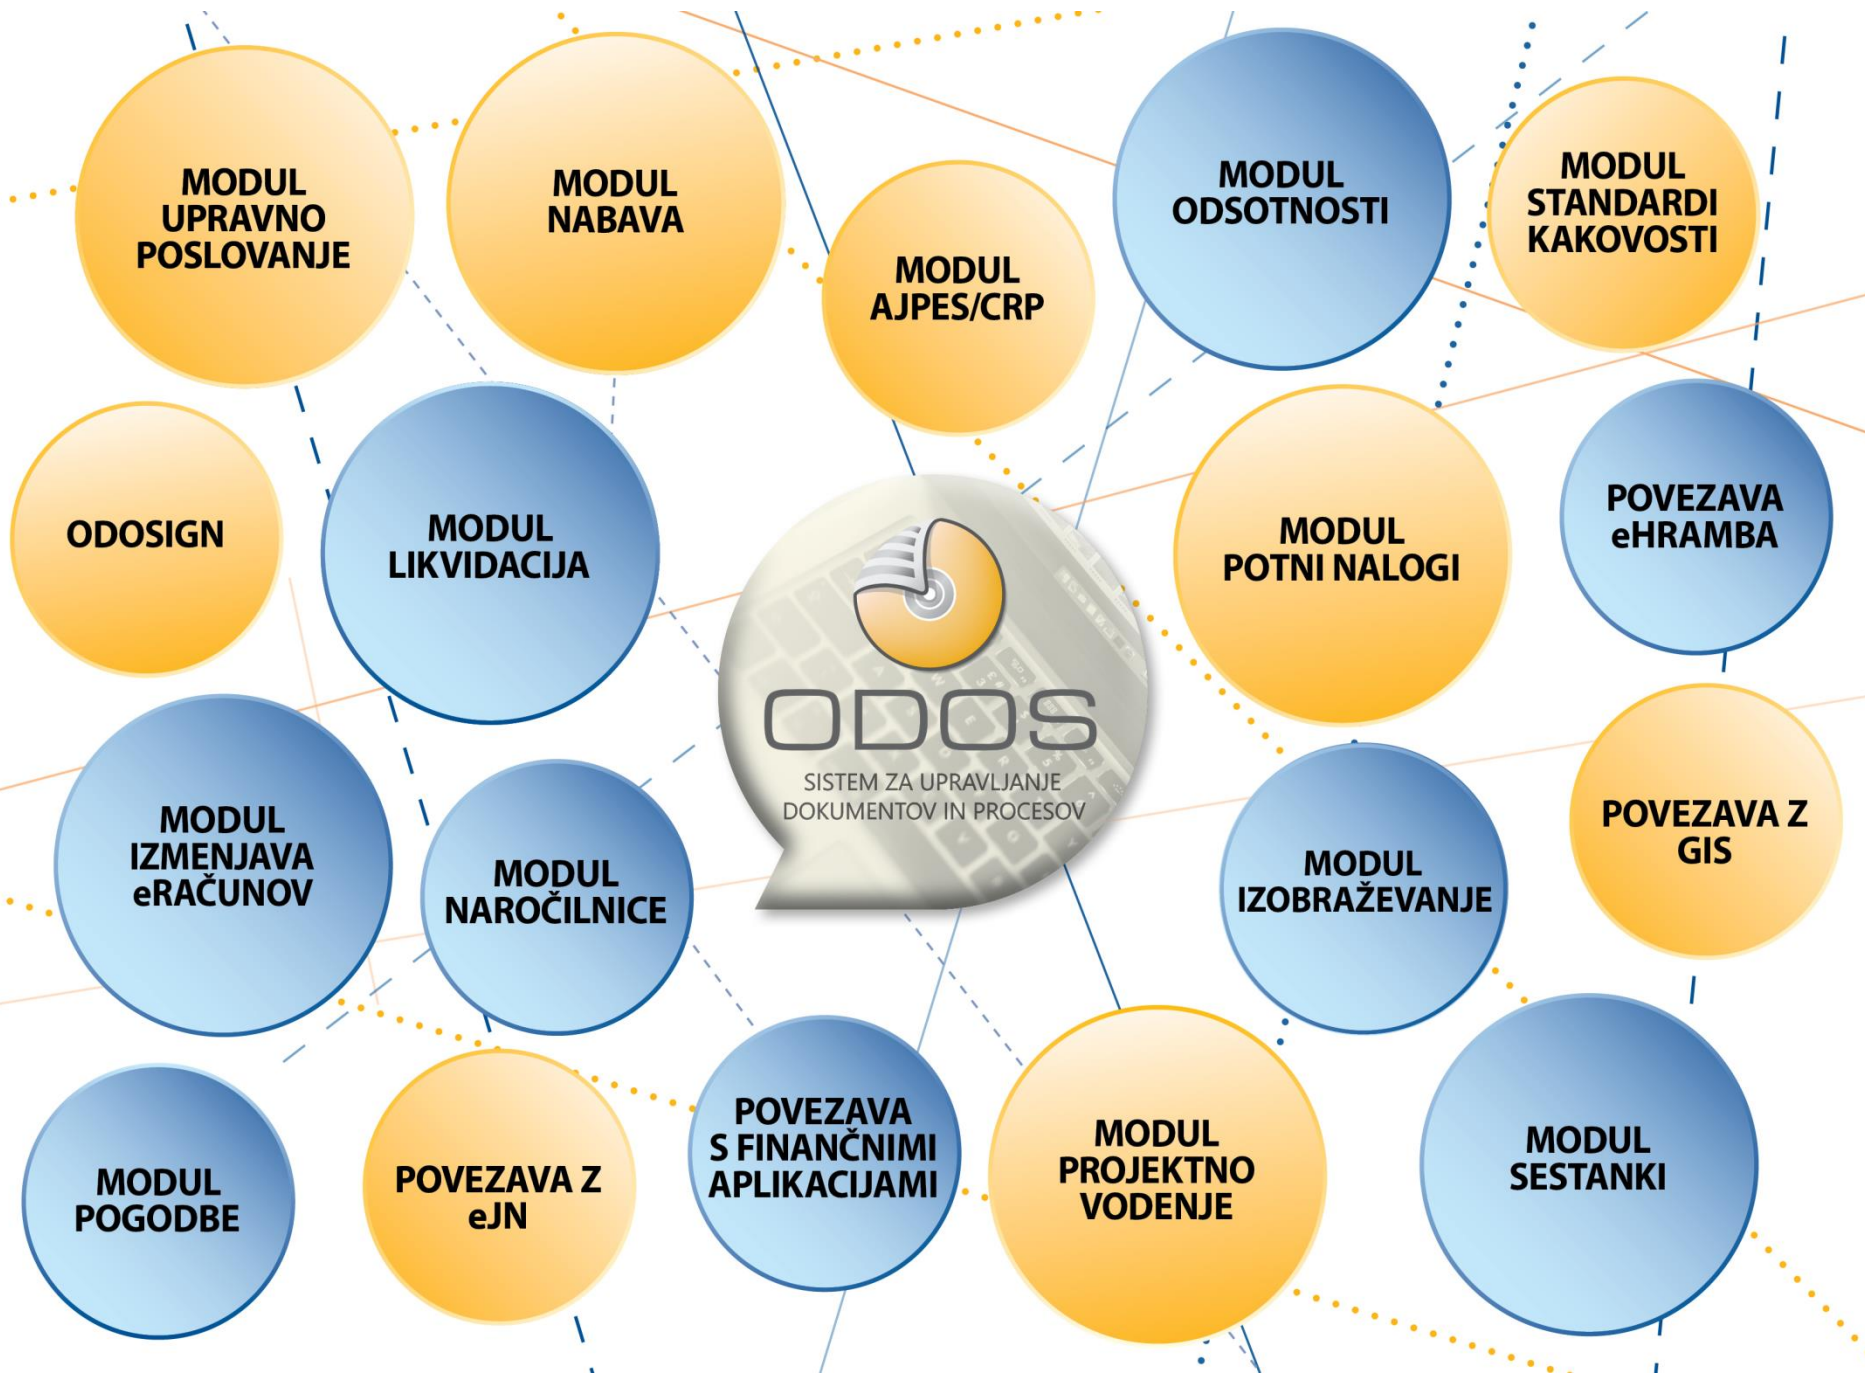 MODUL
UPRAVNO
POSLOVANJE
MODUL
NABAVA
MODUL
AJPES/CRP
MODUL
ODSOTNOSTI
MODUL
STANDARDI
KAKOVOSTI
ODOSIGN
MODUL
LIKVIDACIJA
MODUL
POTNI NALOGI
POVEZAVA
eHRAMBA
ODOS
SISTEM ZA UPRAVLJANJE
DOKUMENTOV IN PROCESOV
MODUL
IZMENJAVA
eRAČUNOV
MODUL
NAROČILNICE
MODUL
IZOBRAŽEVANJE
POVEZAVA Z
GIS
MODUL
POGODBE
POVEZAVA Z
eJN
POVEZAVA
S FINANČNIMI
APLIKACIJAMI
MODUL
PROJEKTNO
VODENJE
MODUL
SESTANKI